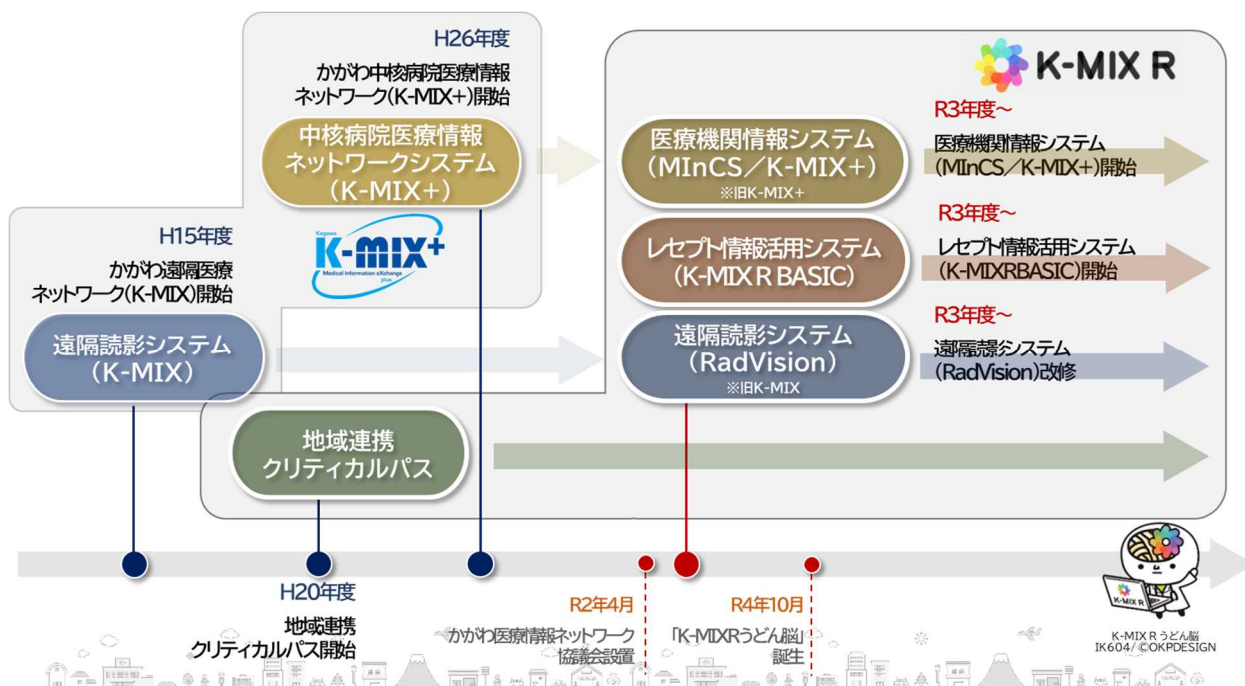 H26年度
かがわ中核病院医療情報
ネットワーク(K-MIX+)開始
中核病院医療情報
ネットワークシステム
(K-MIX+)
Kagawa
K-MIX+
Medical Information eXchange
plus
H15年度
かがわ遠隔医療
ネットワーク(K-MIX)開始
遠隔読影システム
(K-MIX)
地域連携
クリティカルパス
K-MIX R
医療機関情報システム
(MInCS/K-MIX+)
※旧K-MIX+
R3年度～
医療機関情報システム
(MInCS/K-MIX+)開始
レセプト情報活用システム
(K-MIX R BASIC)
R3年度～
レセプト情報活用システム
(K-MIXRBASIC)開始
遠隔読影システム
(RadVision)
※旧K-MIX
R3年度～
遠隔読影システム
(RadVision)改修
H20年度
地域連携
クリティカルパス開始
R2年4月
かがわ医療情報ネットワーク
協議会設置
R4年10月
「K-MIXRうどん脳」
誕生
K-MIX R
K-MIX R うどん脳
IK604/ ©OKPDESIGN